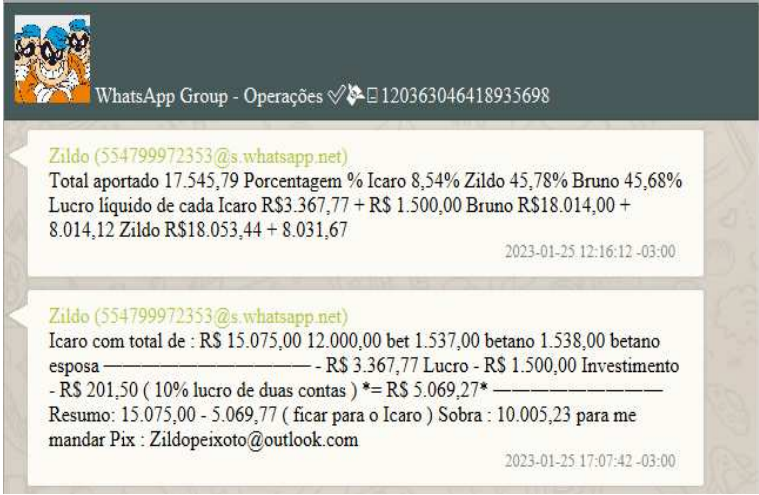 WhatsApp Group - Operações 120363046418935698
Zildo (554799972353@s.whatsapp.net)
Total aportado 17.545,79 Porcentagem % Icaro 8,54% Zildo 45,78% Bruno 45,68%
Lucro líquido de cada Icaro R$3.367,77 + R$ 1.500,00 Bruno R$18.014,00 +
8.014,12 Zildo R$18.053,44 + 8.031,67
2023-01-25 12:16:12 -03:00
Zildo (554799972353@s.whatsapp.net)
Icaro com total de : R$ 15.075,00 12.000,00 bet 1.537,00 betano 1.538,00 betano
esposa ———————————— - R$ 3.367,77 Lucro - R$ 1.500,00 Investimento
- R$ 201,50 ( 10% lucro de duas contas ) *= R$ 5.069,27* —————————
Resumo: 15.075,00 - 5.069,77 ( ficar para o Icaro ) Sobra : 10.005,23 para me
mandar Pix : Zildopeixoto@outlook.com
2023-01-25 17:07:42 -03:00